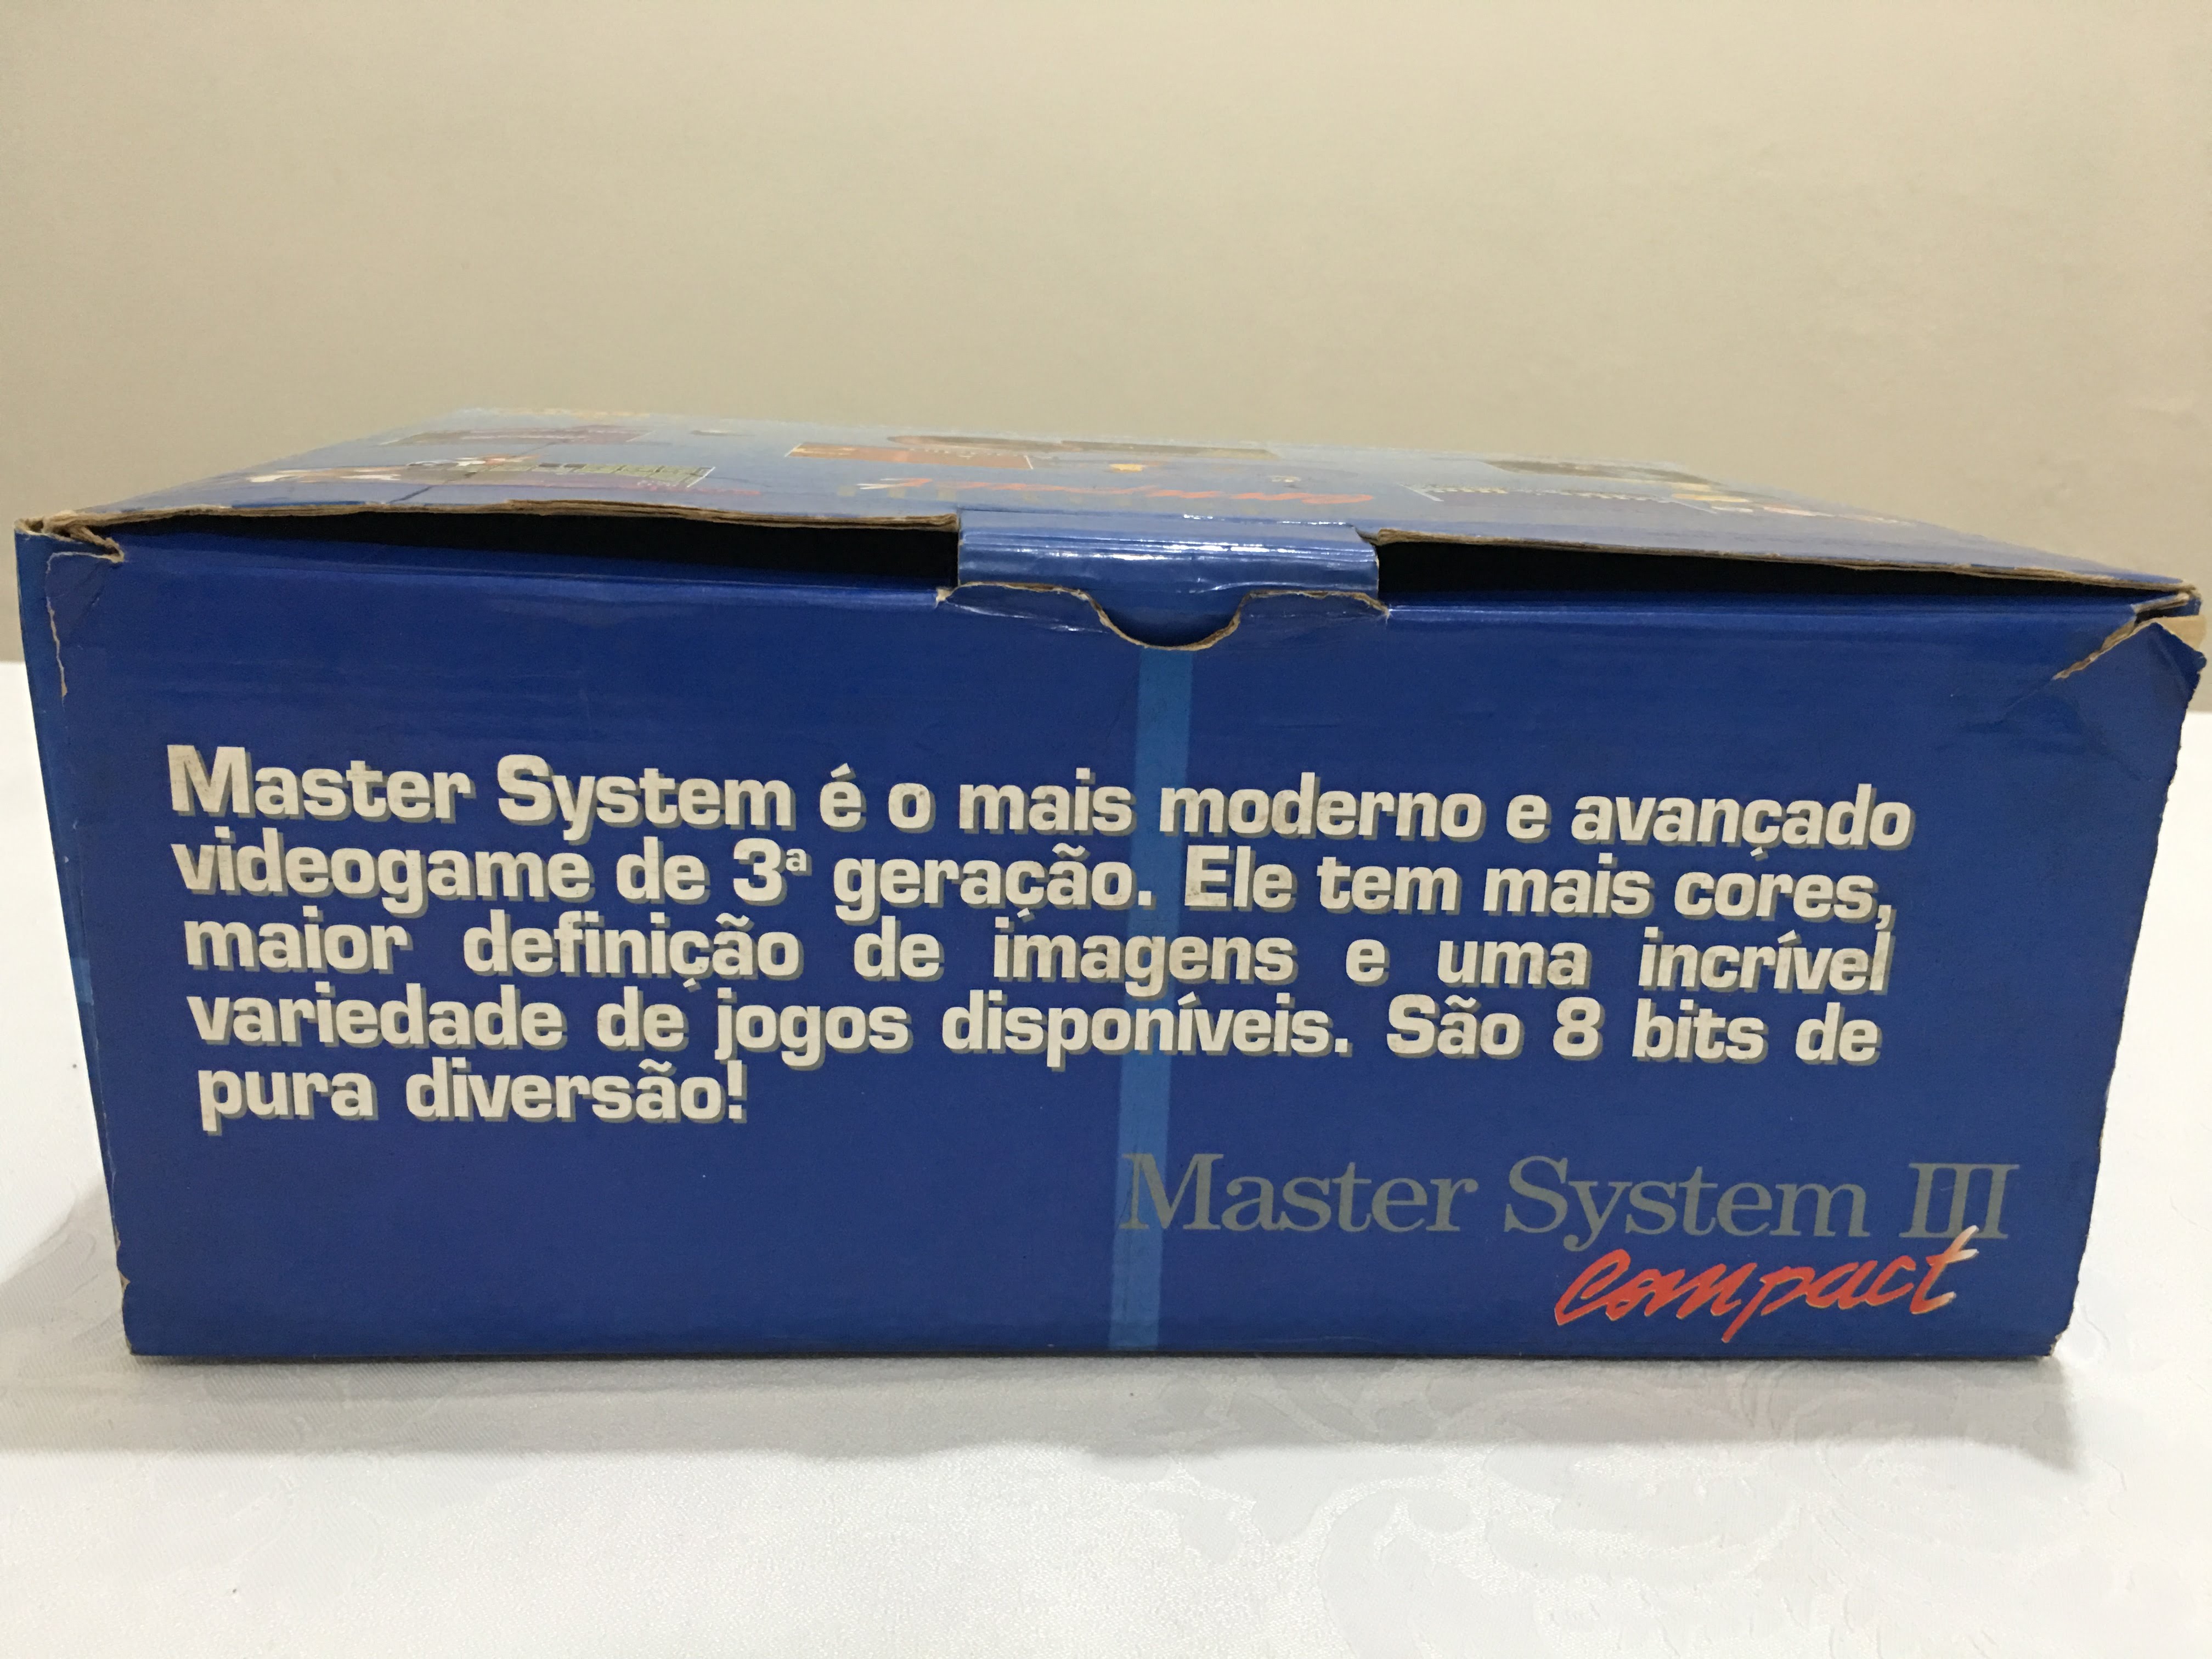 Master System é o mais moderno e avançado
videogame de 3ª geração. Ele tem mais cores,
maior definição de imagens e uma incrível
variedade de jogos disponíveis. São 8 bits de
pura diversão!
Master System III
compact